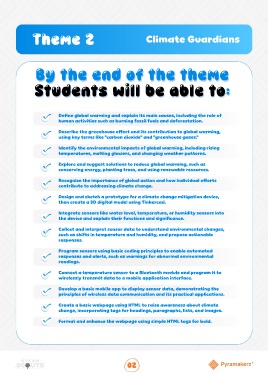 Theme 2
Climate Guardians
By the end of the theme
Students will be able to:
Define global warming and explain its main causes, including the role of
human activities such as burning fossil fuels and deforestation.
Describe the greenhouse effect and its contribution to global warming,
using key terms like "carbon dioxide" and "greenhouse gases."
Identify the environmental impacts of global warming, including rising
temperatures, melting glaciers, and changing weather patterns.
Explore and suggest solutions to reduce global warming, such as
conserving energy, planting trees, and using renewable resources.
Recognize the importance of global action and how individual efforts
contribute to addressing climate change.
Design and sketch a prototype for a climate change mitigation device,
then create a 3D digital model using Tinkercad.
Integrate sensors like water level, temperature, or humidity sensors into
the device and explain their functions and significance.
Collect and interpret sensor data to understand environmental changes,
such as shifts in temperature and humidity, and propose actionable
responses.
Program sensors using basic coding principles to enable automated
responses and alerts, such as warnings for abnormal environmental
readings.
Connect a temperature sensor to a Bluetooth module and program it to
wirelessly transmit data to a mobile application interface.
Develop a basic mobile app to display sensor data, demonstrating the
principles of wireless data communication and its practical applications.
Create a basic webpage using HTML to raise awareness about climate
change, incorporating tags for headings, paragraphs, lists, and images.
Format and enhance the webpage using simple HTML tags for bold.
02
Pyramakerz